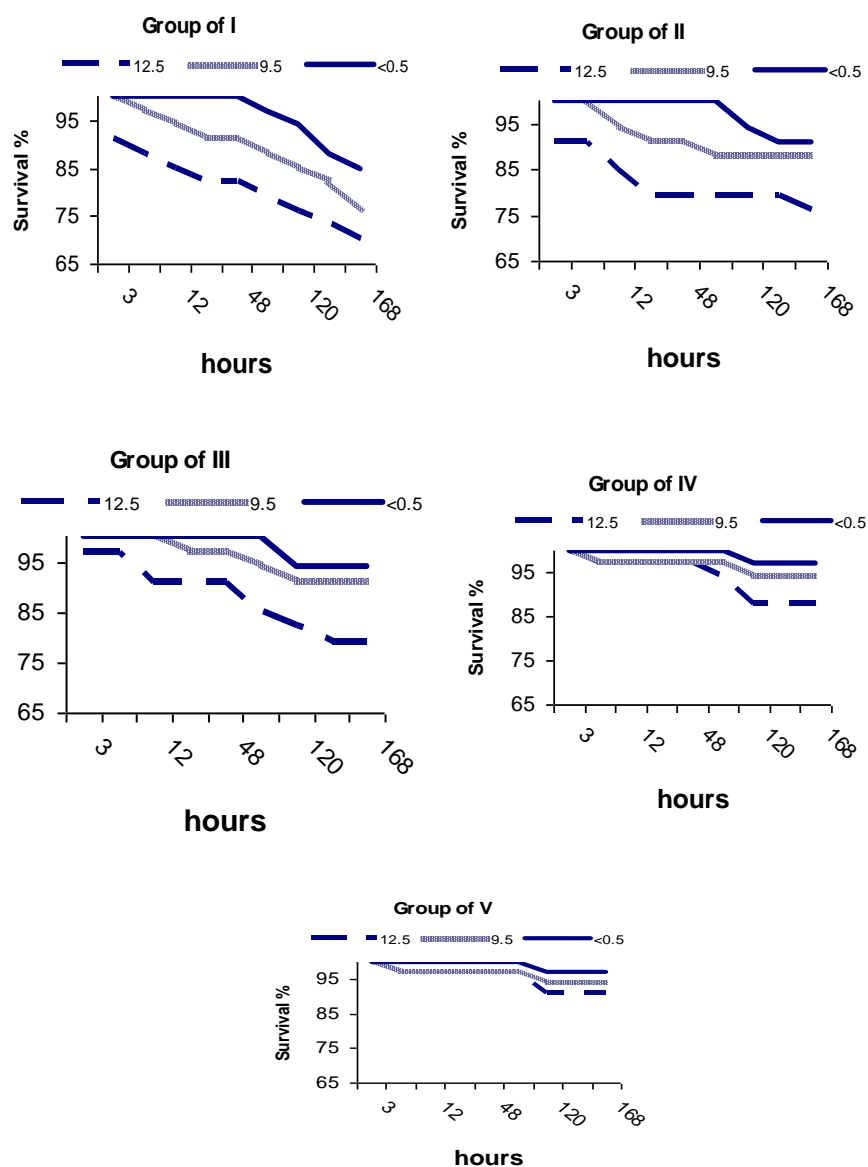 Group of I
12.5 9.5 <0.5
Survival %
95
85
75
65
3 12 48 120 168
hours
Group of II
12.5 9.5 <0.5
Survival %
95
85
75
65
3 12 48 120 168
hours
Group of III
12.5 9.5 <0.5
95
85
75
65
3 12 48 120 168
hours
Group of IV
12.5 9.5 <0.5
Survival %
95
85
75
65
3 12 48 120 168
hours
Group of V
12.5 9.5 <0.5
Survival %
95
85
75
65
3 12 48 120 168
hours